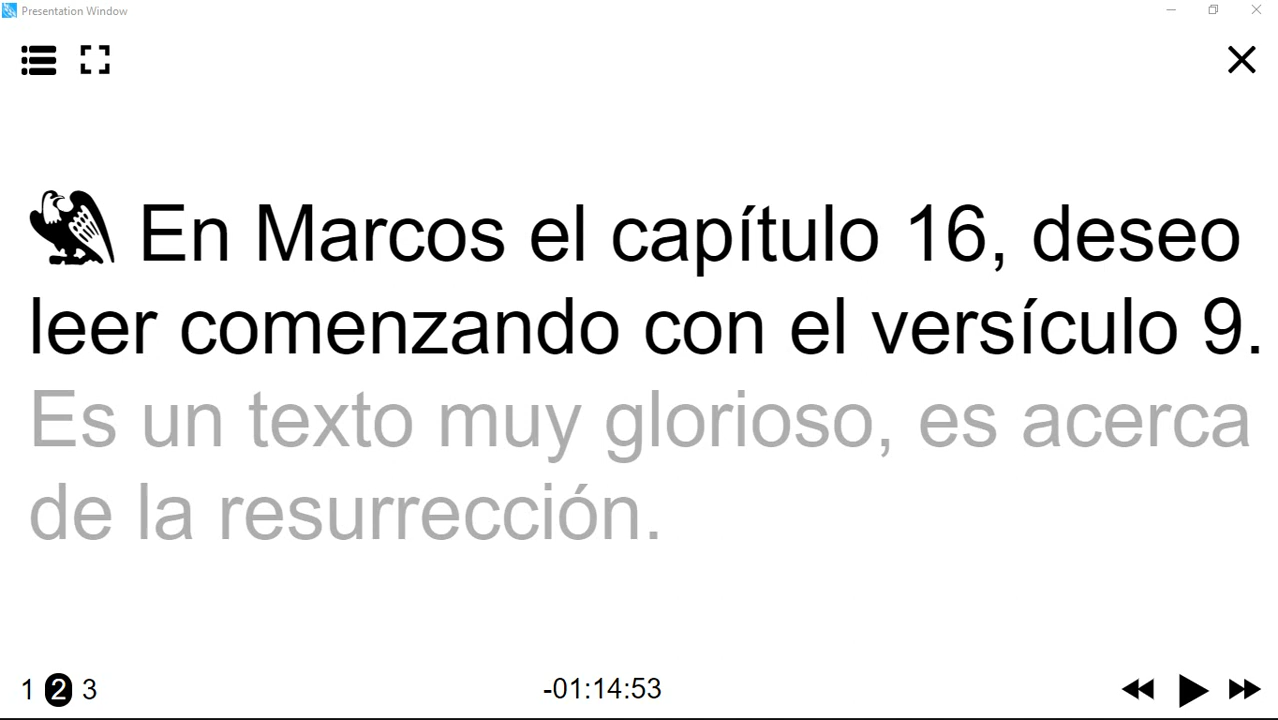 Presentation Window
En Marcos el capítulo 16, deseo
leer comenzando con el versículo 9.
Es un texto muy glorioso, es acerca
de la resurrección.
1 2 3
-01:14:53